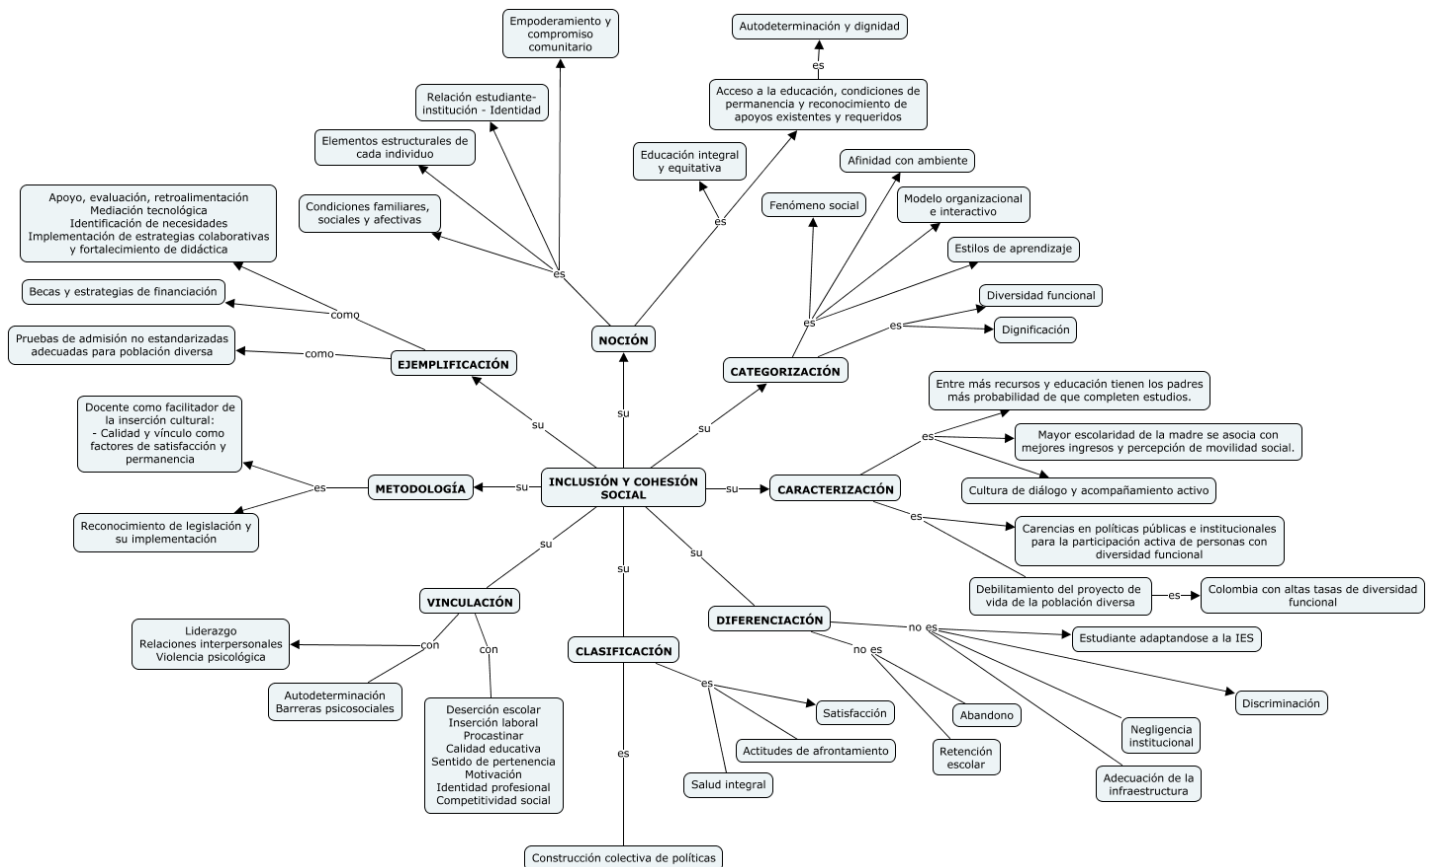 Empoderamiento y
compromiso
comunitario
Autodeterminación y dignidad
es
Acceso a la educación, condiciones de
permanencia y reconocimiento de
apoyos existentes y requeridos
Relación estudiante-
institución - Identidad
Elementos estructurales de
cada individuo
Educación integral
y equitativa
Afinidad con ambiente
Apoyo, evaluación, retroalimentación
Mediación tecnológica
Identificación de necesidades
Implementación de estrategias colaborativas
y fortalecimiento de didáctica
Condiciones familiares,
sociales y afectivas
Fenómeno social
Modelo organizacional
e interactivo
es
Estilos de aprendizaje
es
Becas y estrategias de financiación
Diversidad funcional
como
es
es
Dignificación
Pruebas de admisión no estandarizadas
adecuadas para población diversa
como
NOCIÓN
EJEMPLIFICACIÓN
CATEGORIZACIÓN
Entre más recursos y educación tienen los padres
más probabilidad de que completen estudios.
Docente como facilitador de
la inserción cultural:
- Calidad y vínculo como
factores de satisfacción y
permanencia
su
su
su
es
Mayor escolaridad de la madre se asocia con
mejores ingresos y percepción de movilidad social.
es
METODOLOGÍA
su
INCLUSIÓN Y COHESIÓN
SOCIAL
su
CARACTERIZACIÓN
Cultura de diálogo y acompañamiento activo
Reconocimiento de legislación y
su implementación
es
Carencias en políticas públicas e institucionales
para la participación activa de personas con
diversidad funcional
su
su
su
Debilitamiento del proyecto de
vida de la población diversa
es
Colombia con altas tasas de diversidad
funcional
VINCULACIÓN
DIFERENCIACIÓN
no es
Estudiante adaptandose a la IES
Liderazgo
Relaciones interpersonales
Violencia psicológica
con
con
CLASIFICACIÓN
no es
Autodeterminación
Barreras psicosociales
es
Satisfacción
Abandono
Discriminación
Deserción escolar
Inserción laboral
Procastinar
Calidad educativa
Sentido de pertenencia
Motivación
Identidad profesional
Competitividad social
es
Actitudes de afrontamiento
Retención
escolar
Negligencia
institucional
Salud integral
Adecuación de la
infraestructura
Construcción colectiva de políticas